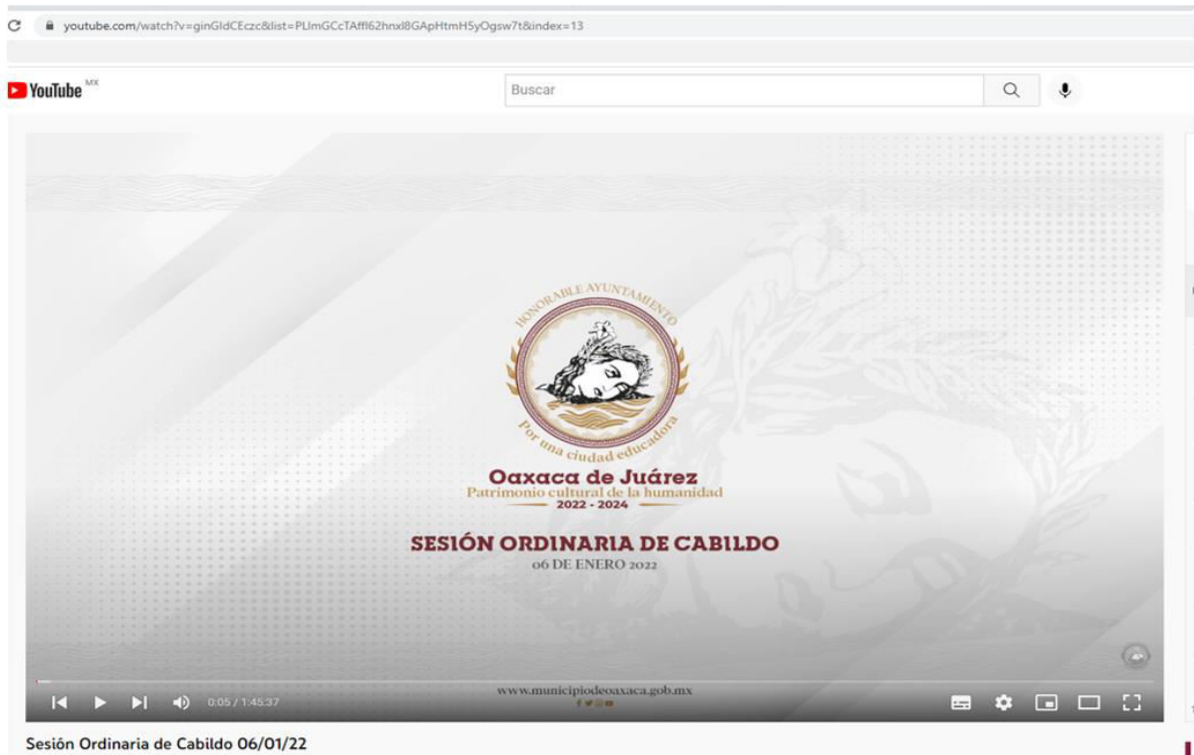 youtube.com/watch?v=ginGIdCEczc&list=PLlmGCcTAffl62hnxl8GApHtmH5yOgsw7t&index=13
YouTube MX
Buscar
HONORABLE AYUNTAMIENTO
Por una ciudad educadora
Oaxaca de Juárez
Patrimonio cultural de la humanidad
2022 - 2024
SESIÓN ORDINARIA DE CABILDO
06 DE ENERO 2022
www.municipiodeoaxaca.gob.mx
0:05 / 1:45:37
Sesión Ordinaria de Cabildo 06/01/22